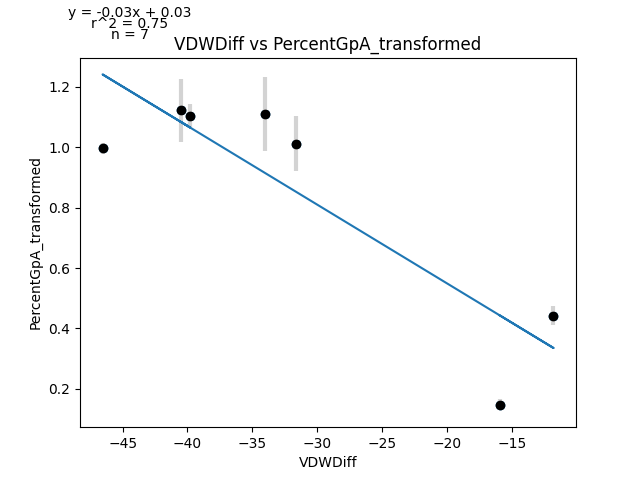 y = -0.03x + 0.03
r^2 = 0.75
n = 7
VDWDiff vs PercentGpA_transformed
PercentGpA_transformed
1.2
1.0
0.8
0.6
0.4
0.2
−45
−40
−35
−30
−25
−20
−15
VDWDiff